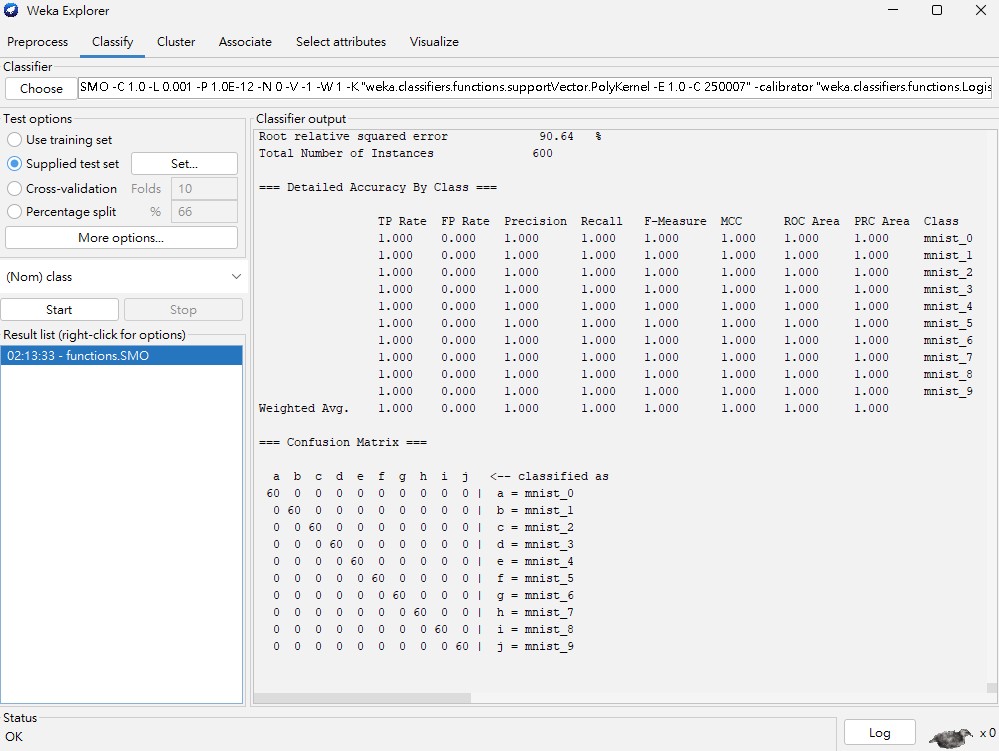 Weka Explorer
Preprocess Classify Cluster Associate Select attributes Visualize
Classifier
Choose SMO -C 1.0 -L 0.001 -P 1.0E-12 -N 0 -V -1 -W 1 -K "weka.classifiers.functions.supportVector.PolyKernel -E 1.0 -C 250007" -calibrator "weka.classifiers.functions.Logis
Test options
Use training set
Supplied test set Set...
Cross-validation Folds 10
Percentage split % 66
More options...
(Nom) class
Start Stop
Result list (right-click for options)
02:13:33 - functions.SMO
Classifier output
Root relative squared error 90.64 %
Total Number of Instances 600
=== Detailed Accuracy By Class ===
TP Rate FP Rate Precision Recall F-Measure MCC ROC Area PRC Area Class
1.000 0.000 1.000 1.000 1.000 1.000 1.000 1.000 mnist_0
1.000 0.000 1.000 1.000 1.000 1.000 1.000 1.000 mnist_1
1.000 0.000 1.000 1.000 1.000 1.000 1.000 1.000 mnist_2
1.000 0.000 1.000 1.000 1.000 1.000 1.000 1.000 mnist_3
1.000 0.000 1.000 1.000 1.000 1.000 1.000 1.000 mnist_4
1.000 0.000 1.000 1.000 1.000 1.000 1.000 1.000 mnist_5
1.000 0.000 1.000 1.000 1.000 1.000 1.000 1.000 mnist_6
1.000 0.000 1.000 1.000 1.000 1.000 1.000 1.000 mnist_7
1.000 0.000 1.000 1.000 1.000 1.000 1.000 1.000 mnist_8
1.000 0.000 1.000 1.000 1.000 1.000 1.000 1.000 mnist_9
Weighted Avg. 1.000 0.000 1.000 1.000 1.000 1.000 1.000 1.000
=== Confusion Matrix ===
a b c d e f g h i j <-- classified as
60 0 0 0 0 0 0 0 0 0 | a = mnist_0
0 60 0 0 0 0 0 0 0 0 | b = mnist_1
0 0 60 0 0 0 0 0 0 0 | c = mnist_2
0 0 0 60 0 0 0 0 0 0 | d = mnist_3
0 0 0 0 60 0 0 0 0 0 | e = mnist_4
0 0 0 0 0 60 0 0 0 0 | f = mnist_5
0 0 0 0 0 0 60 0 0 0 | g = mnist_6
0 0 0 0 0 0 0 60 0 0 | h = mnist_7
0 0 0 0 0 0 0 0 60 0 | i = mnist_8
0 0 0 0 0 0 0 0 0 60 | j = mnist_9
Status
OK
Log x 0